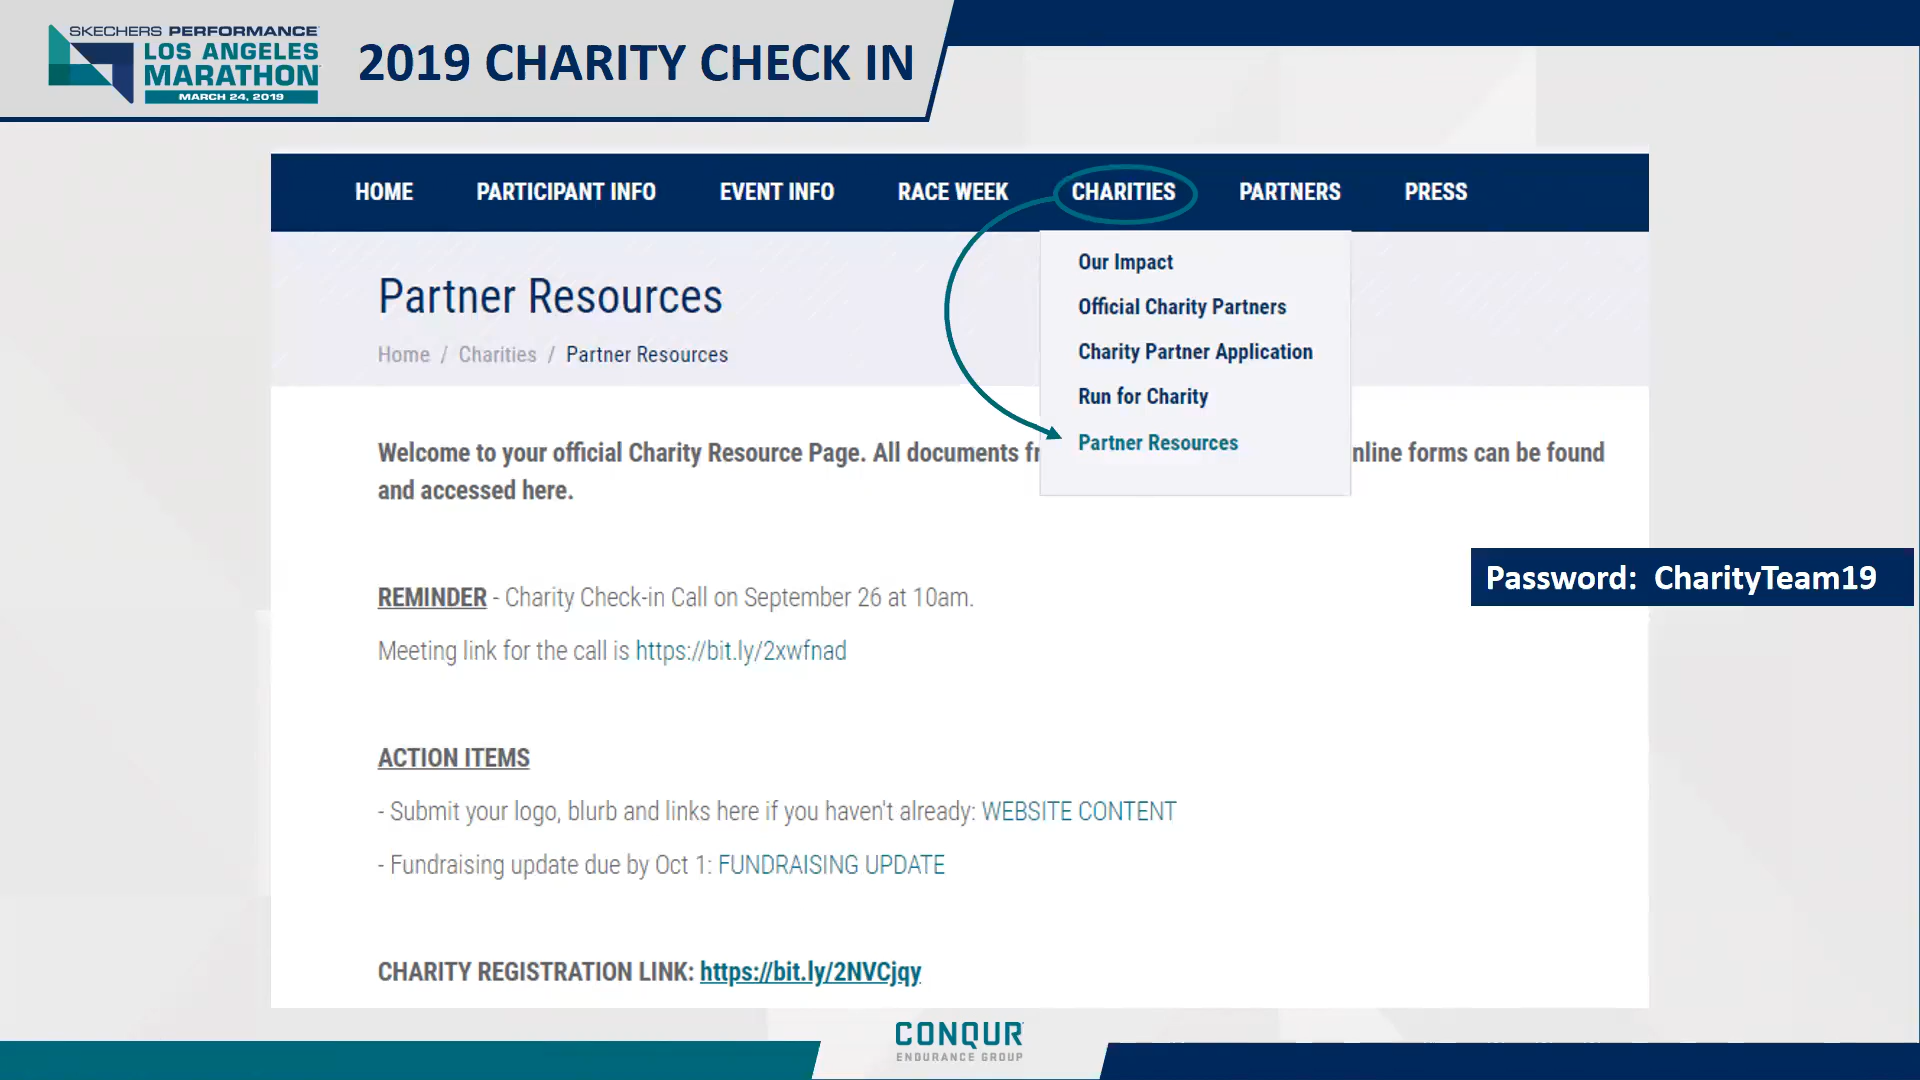 SKECHERS PERFORMANCE
LOS ANGELES
MARATHON
MARCH 24, 2019
2019 CHARITY CHECK IN
HOME PARTICIPANT INFO EVENT INFO RACE WEEK CHARITIES PARTNERS PRESS
Our Impact
Official Charity Partners
Charity Partner Application
Run for Charity
Partner Resources
Partner Resources
Home / Charities / Partner Resources
Welcome to your official Charity Resource Page. All documents nline forms can be found
and accessed here.
Password: CharityTeam19
REMINDER - Charity Check-in Call on September 26 at 10am.
Meeting link for the call is https://bit.ly/2xwfnad
ACTION ITEMS
- Submit your logo, blurb and links here if you haven't already: WEBSITE CONTENT
- Fundraising update due by Oct 1: FUNDRAISING UPDATE
CHARITY REGISTRATION LINK: https://bit.ly/2NVCjqy
CONQUR
ENDURANCE GROUP